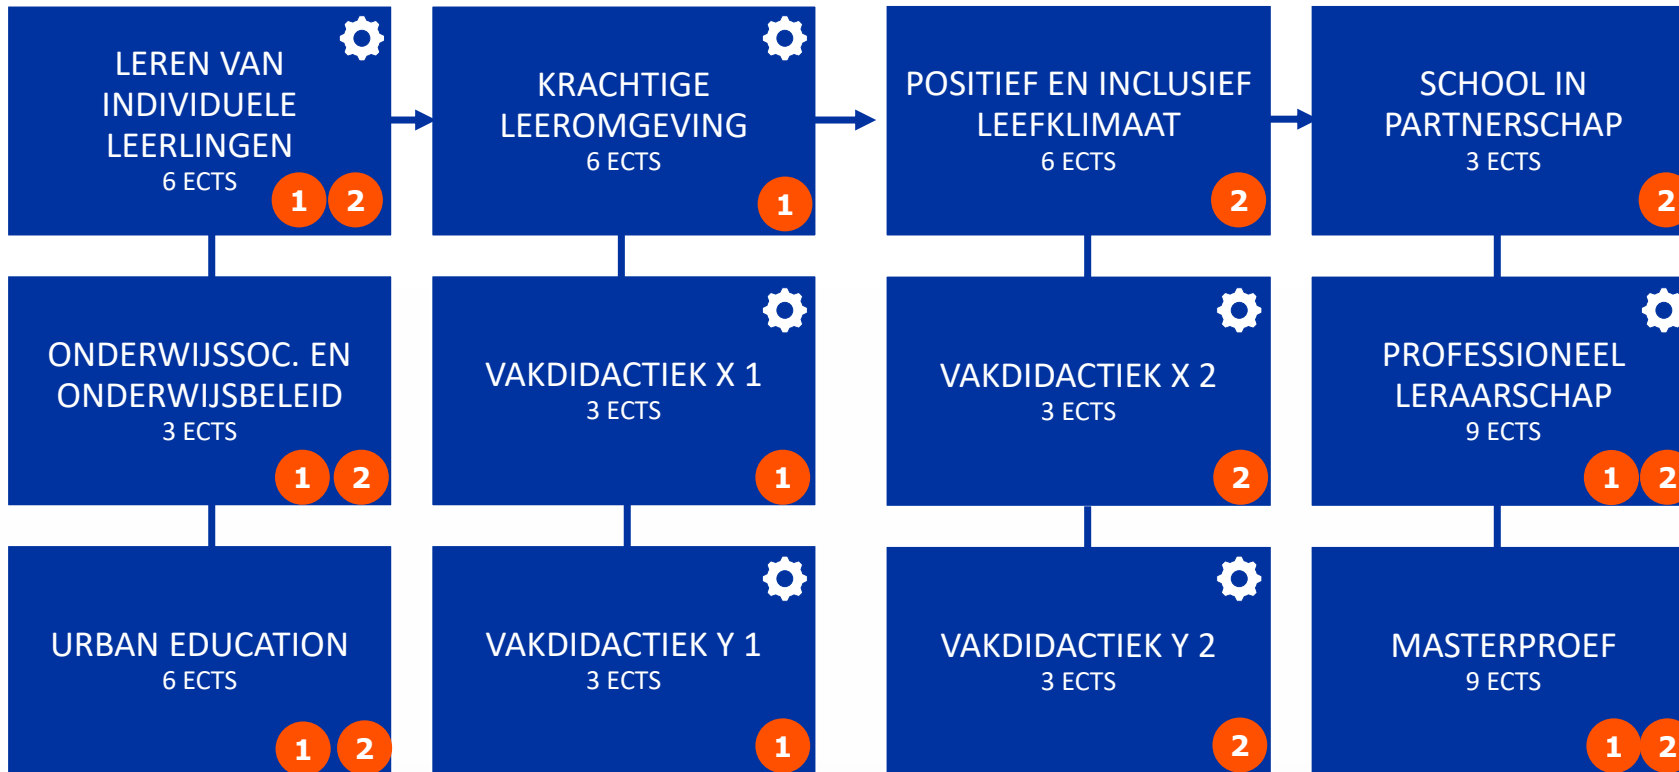 LEREN VAN
INDIVIDUELE
LEERLINGEN
6 ECTS
1 2
KRACHTIGE
LEEROMGEVING
6 ECTS
1
POSITIEF EN INCLUSIEF
LEEFKLIMAAT
6 ECTS
2
SCHOOL IN
PARTNERSCHAP
3 ECTS
2
ONDERWIJSSOC. EN
ONDERWIJSBELEID
3 ECTS
1 2
VAKDIDACTIEK X 1
3 ECTS
1
VAKDIDACTIEK X 2
3 ECTS
2
PROFESSIONEEL
LERAARSCHAP
9 ECTS
1 2
URBAN EDUCATION
6 ECTS
1 2
VAKDIDACTIEK Y 1
3 ECTS
1
VAKDIDACTIEK Y 2
3 ECTS
2
MASTERPROEF
9 ECTS
1 2